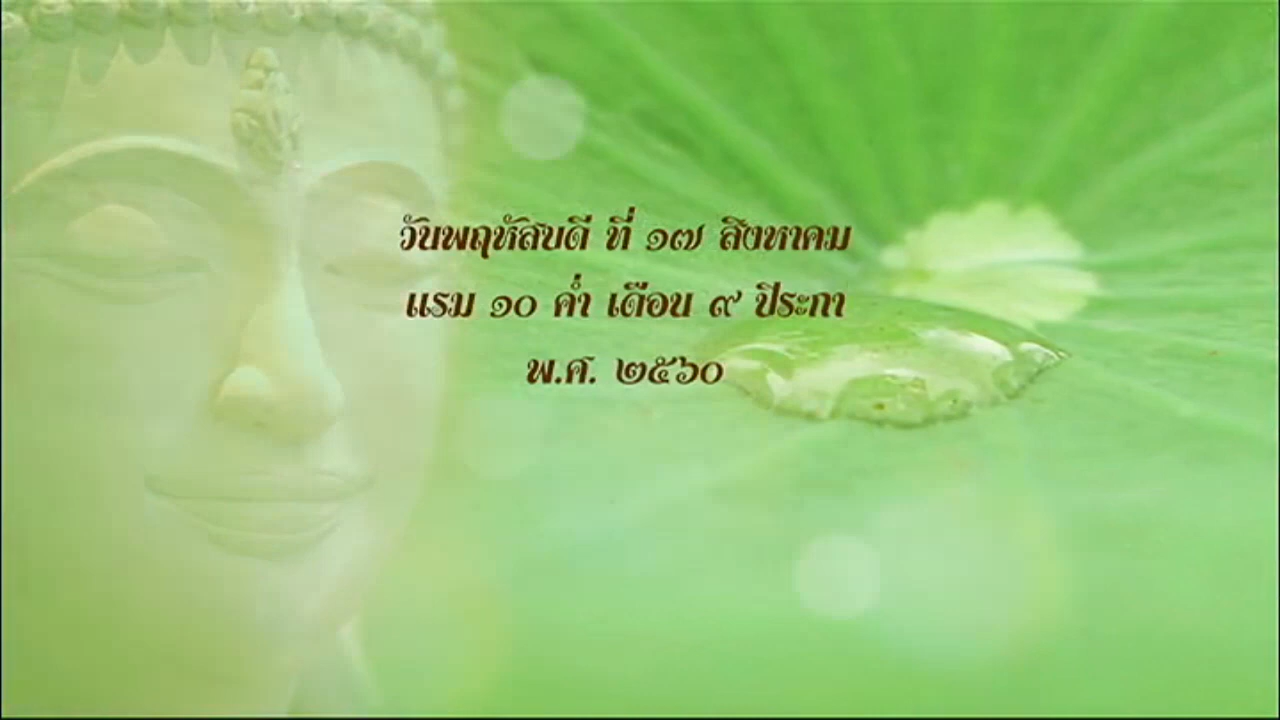 วันพฤหัสบดี ที่ ๑๗ สิงหาคม
แรม ๑๐ ค่ำ เดือน ๙ ปีระกา
พ.ศ. ๒๕๖๐